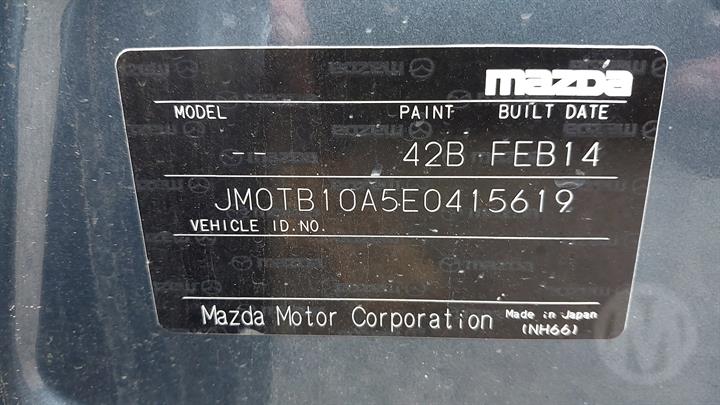 mazda
MODEL PAINT BUILT DATE
-- 42B FEB14
JM0TB10A5E0415619
VEHICLE ID.NO.
Mazda Motor Corporation Made in Japan
(NH66)